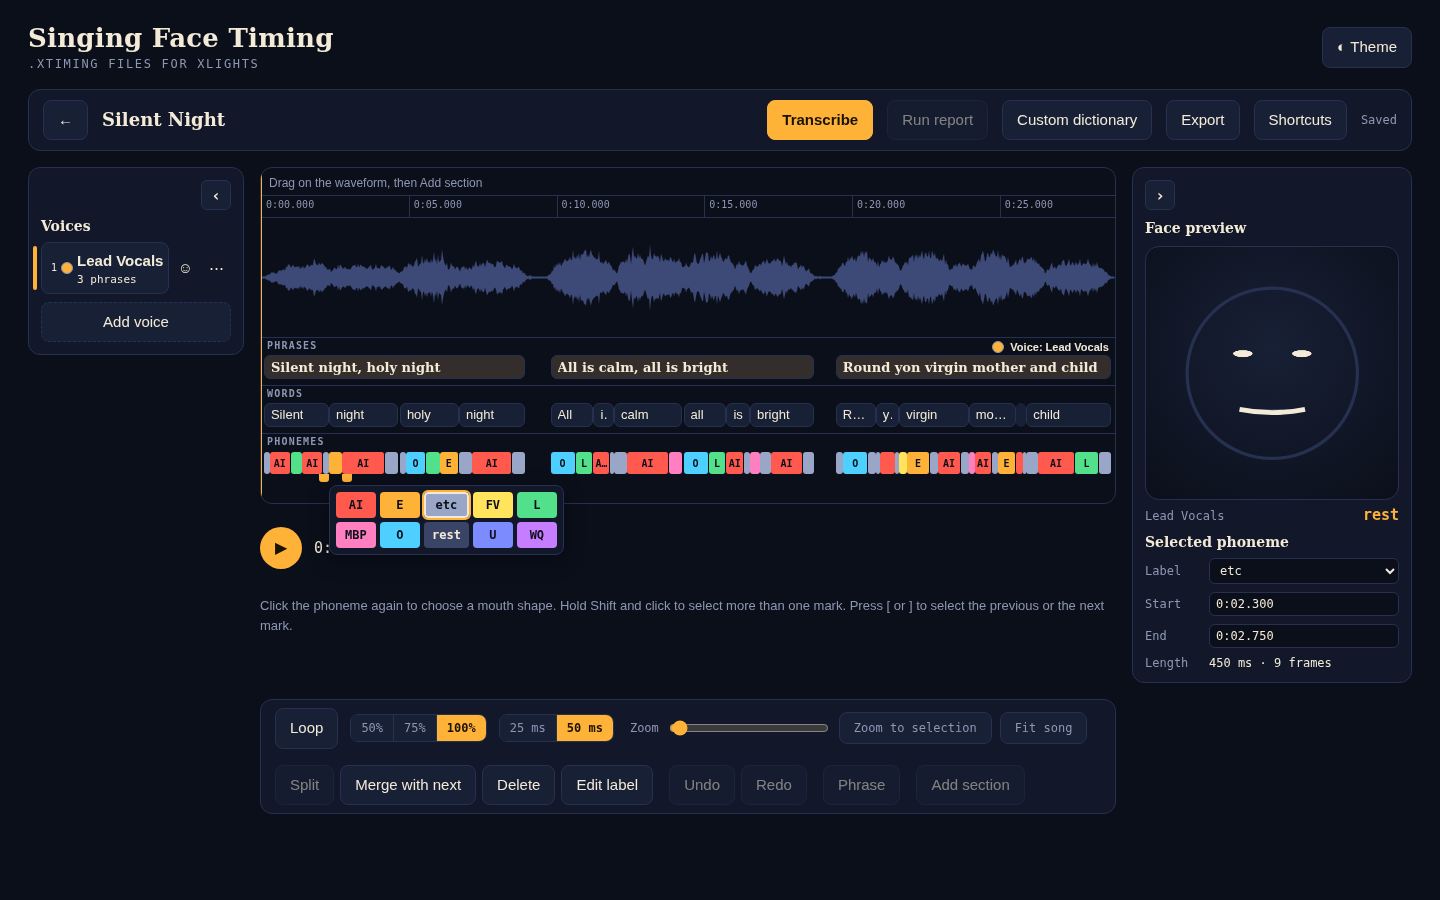 Singing Face Timing
.XTIMING FILES FOR XLIGHTS
Theme
←
Silent Night
Transcribe
Run report
Custom dictionary
Export
Shortcuts
Saved
‹
Voices
1 Lead Vocals
3 phrases
Add voice
Drag on the waveform, then Add section
0:00.000 0:05.000 0:10.000 0:15.000 0:20.000 0:25.000
PHRASES
Voice: Lead Vocals
Silent night, holy night
All is calm, all is bright
Round yon virgin mother and child
WORDS
Silent night holy night All i. calm all is bright R… y. virgin mo… child
PHONEMES
AI AI AI O E AI O L A… AI O L AI AI O E AI AI E AI L
AI E etc FV L
MBP O rest U WQ
0:
Click the phoneme again to choose a mouth shape. Hold Shift and click to select more than one mark. Press [ or ] to select the previous or the next
mark.
Loop
50% 75% 100%
25 ms 50 ms
Zoom
Zoom to selection
Fit song
Split
Merge with next
Delete
Edit label
Undo
Redo
Phrase
Add section
›
Face preview
Lead Vocals rest
Selected phoneme
Label etc
Start 0:02.300
End 0:02.750
Length 450 ms · 9 frames